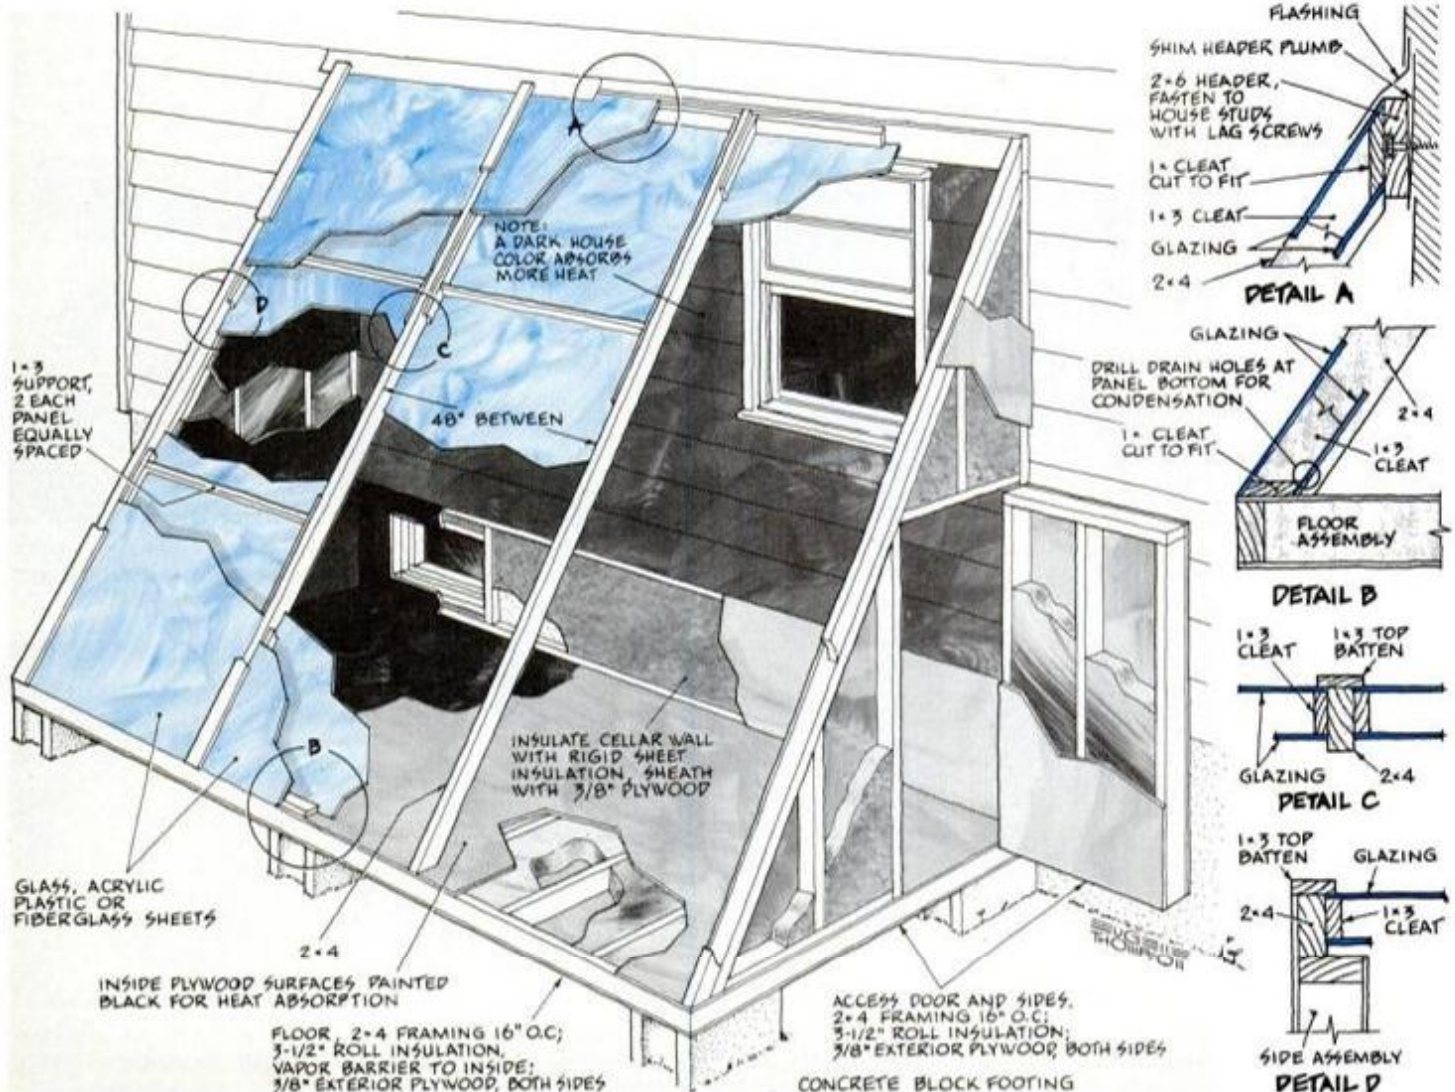 FLASHING
SHIM HEADER PLUMB
2×6 HEADER,
FASTEN TO
HOUSE STUDS
WITH LAG SCREWS
1× CLEAT
CUT TO FIT
1×3 CLEAT
GLAZING
2×4
DETAIL A
A
NOTE:
A DARK HOUSE
COLOR ABSORBS
MORE HEAT
D
C
1×3
SUPPORT,
2 EACH
PANEL
EQUALLY
SPACED
48" BETWEEN
GLAZING
DRILL DRAIN HOLES AT
PANEL BOTTOM FOR
CONDENSATION
1× CLEAT
CUT TO FIT
2×4
1×3
CLEAT
FLOOR
ASSEMBLY
DETAIL B
1×3
CLEAT
1×3 TOP
BATTEN
GLAZING
2×4
DETAIL C
B
INSULATE CELLAR WALL
WITH RIGID SHEET
INSULATION, SHEATH
WITH 3/8" PLYWOOD
1×3 TOP
BATTEN
GLAZING
2×4
1×3
CLEAT
SIDE ASSEMBLY
DETAIL D
GLASS, ACRYLIC
PLASTIC OR
FIBERGLASS SHEETS
2×4
INSIDE PLYWOOD SURFACES PAINTED
BLACK FOR HEAT ABSORPTION
FLOOR, 2×4 FRAMING 16" O.C;
3-1/2" ROLL INSULATION,
VAPOR BARRIER TO INSIDE;
3/8" EXTERIOR PLYWOOD, BOTH SIDES
ACCESS DOOR AND SIDES,
2×4 FRAMING 16" O.C;
3-1/2" ROLL INSULATION;
3/8" EXTERIOR PLYWOOD, BOTH SIDES
CONCRETE BLOCK FOOTING
EUGENE
THOMPSON